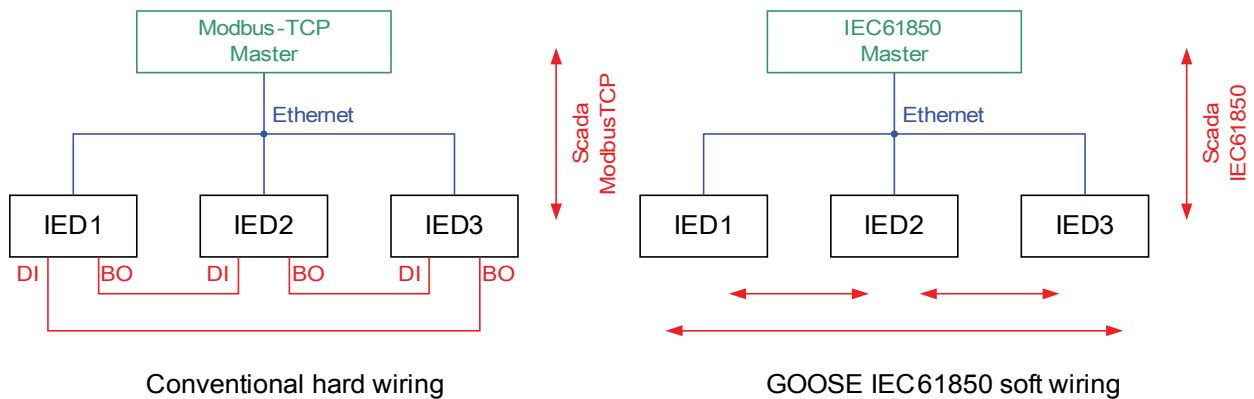 Modbus-TCP
Master
Ethernet
Scada
ModbusTCP
IED1
IED2
IED3
DI
BO
DI
BO
DI
BO
Conventional hard wiring
IEC61850
Master
Ethernet
Scada
IEC61850
IED1
IED2
IED3
GOOSE IEC61850 soft wiring